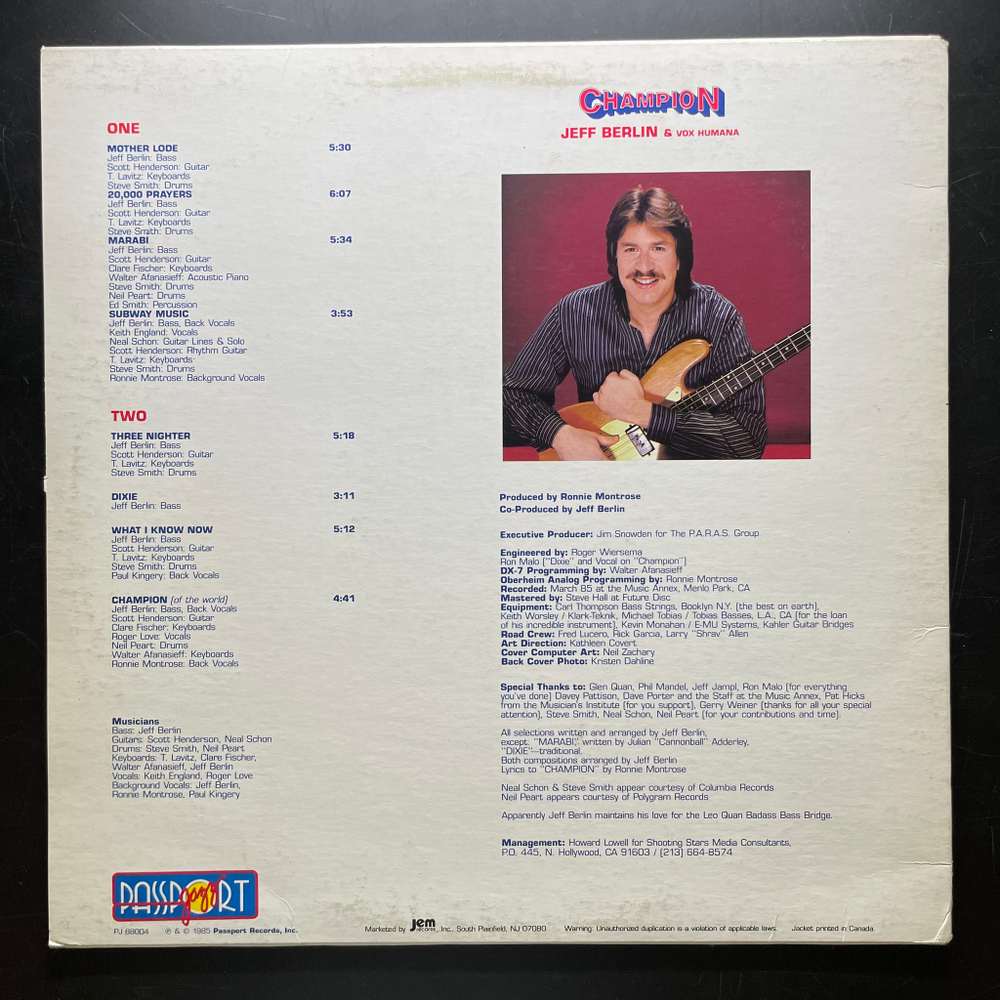 CHAMPION
JEFF BERLIN & VOX HUMANA
ONE
MOTHER LODE 5:30
Jeff Berlin: Bass
Scott Henderson: Guitar
T. Lavitz: Keyboards
Steve Smith: Drums
20,000 PRAYERS 6:07
Jeff Berlin: Bass
Scott Henderson: Guitar
T. Lavitz: Keyboards
Steve Smith: Drums
MARABI 5:34
Jeff Berlin: Bass
Scott Henderson: Guitar
Clare Fischer: Keyboards
Walter Afanasieff: Acoustic Piano
Steve Smith: Drums
Neil Peart: Drums
Ed Smith: Percussion
SUBWAY MUSIC 3:53
Jeff Berlin: Bass, Back Vocals
Keith England: Vocals
Neal Schon: Guitar Lines & Solo
Scott Henderson: Rhythm Guitar
T. Lavitz: Keyboards
Steve Smith: Drums
Ronnie Montrose: Background Vocals
TWO
THREE NIGHTER 5:18
Jeff Berlin: Bass
Scott Henderson: Guitar
T. Lavitz: Keyboards
Steve Smith: Drums
DIXIE 3:11
Jeff Berlin: Bass
WHAT I KNOW NOW 5:12
Jeff Berlin: Bass
Scott Henderson: Guitar
T. Lavitz: Keyboards
Steve Smith: Drums
Paul Kingery: Back Vocals
CHAMPION (of the world) 4:41
Jeff Berlin: Bass, Back Vocals
Scott Henderson: Guitar
Clare Fischer: Keyboards
Roger Love: Vocals
Neil Peart: Drums
Walter Afanasieff: Keyboards
Ronnie Montrose: Back Vocals
Musicians
Bass: Jeff Berlin
Guitars: Scott Henderson, Neal Schon
Drums: Steve Smith, Neil Peart
Keyboards: T. Lavitz, Clare Fischer,
Walter Afanasieff, Jeff Berlin
Vocals: Keith England, Roger Love
Background Vocals: Jeff Berlin,
Ronnie Montrose, Paul Kingery
Produced by Ronnie Montrose
Co-Produced by Jeff Berlin
Executive Producer: Jim Snowden for The P.A.R.A.S. Group
Engineered by: Roger Wiersema
Ron Malo ("Dixie" and Vocal on "Champion")
DX-7 Programming by: Walter Afanasieff
Oberheim Analog Programming by: Ronnie Montrose
Recorded: March 85 at the Music Annex, Menlo Park, CA
Mastered by: Steve Hall at Future Disc
Equipment: Carl Thompson Bass Strings, Booklyn N.Y. (the best on earth),
Keith Worsley / Klark-Teknik, Michael Tobias / Tobias Basses, L.A., CA (for the loan
of his incredible instrument), Kevin Monahan / E-MU Systems, Kahler Guitar Bridges
Road Crew: Fred Lucero, Rick Garcia, Larry "Shrav" Allen
Art Direction: Kathleen Covert
Cover Computer Art: Neil Zachary
Back Cover Photo: Kristen Dahline
Special Thanks to: Glen Quan, Phil Mandel, Jeff Jampl, Ron Malo (for everything
you've done) Davey Pattison, Dave Porter and the Staff at the Music Annex, Pat Hicks
from the Musician's Institute (for you support), Gerry Weiner (thanks for all your special
attention), Steve Smith, Neal Schon, Neil Peart (for your contributions and time).
All selections written and arranged by Jeff Berlin,
except: "MARABI," written by Julian "Cannonball" Adderley,
"DIXIE"—traditional.
Both compositions arranged by Jeff Berlin
Lyrics to "CHAMPION" by Ronnie Montrose
Neal Schon & Steve Smith appear courtesy of Columbia Records
Neil Peart appears courtesy of Polygram Records
Apparently Jeff Berlin maintains his love for the Leo Quan Badass Bass Bridge.
Management: Howard Lowell for Shooting Stars Media Consultants,
P.O. 445, N. Hollywood, CA 91603 / (213) 664-8574
PASSPORT jazz
PJ 88004 ℗ & © 1985 Passport Records, Inc.
Marketed by jem records, Inc., South Plainfield, NJ 07080 Warning: Unauthorized duplication is a violation of applicable laws. Jacket printed in Canada